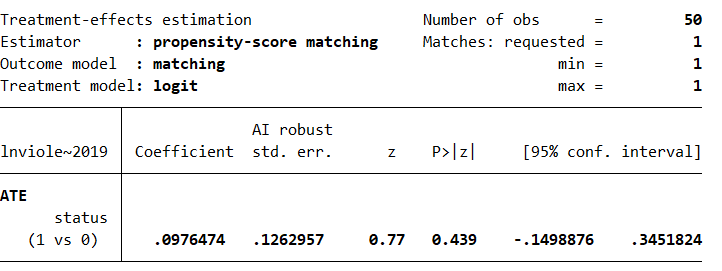 Treatment-effects estimation Number of obs = 50
Estimator : propensity-score matching Matches: requested = 1
Outcome model : matching min = 1
Treatment model: logit max = 1
AI robust
lnviole~2019 Coefficient std. err. z P>|z| [95% conf. interval]
ATE
status
(1 vs 0) .0976474 .1262957 0.77 0.439 -.1498876 .3451824